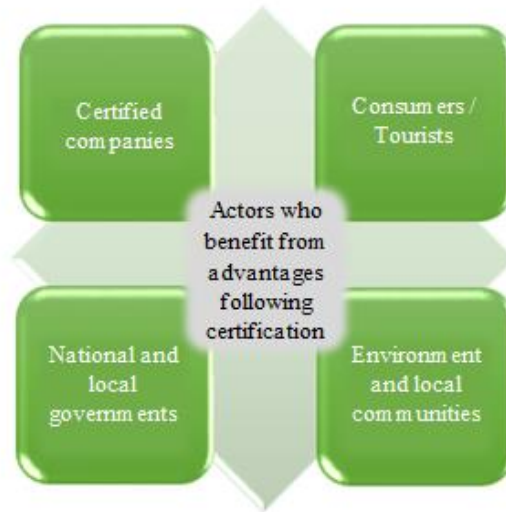 Certified
companies
Consumers /
Tourists
Actors who
benefit from
advantages
following
certification
National and
local
governments
Environment
and local
communities